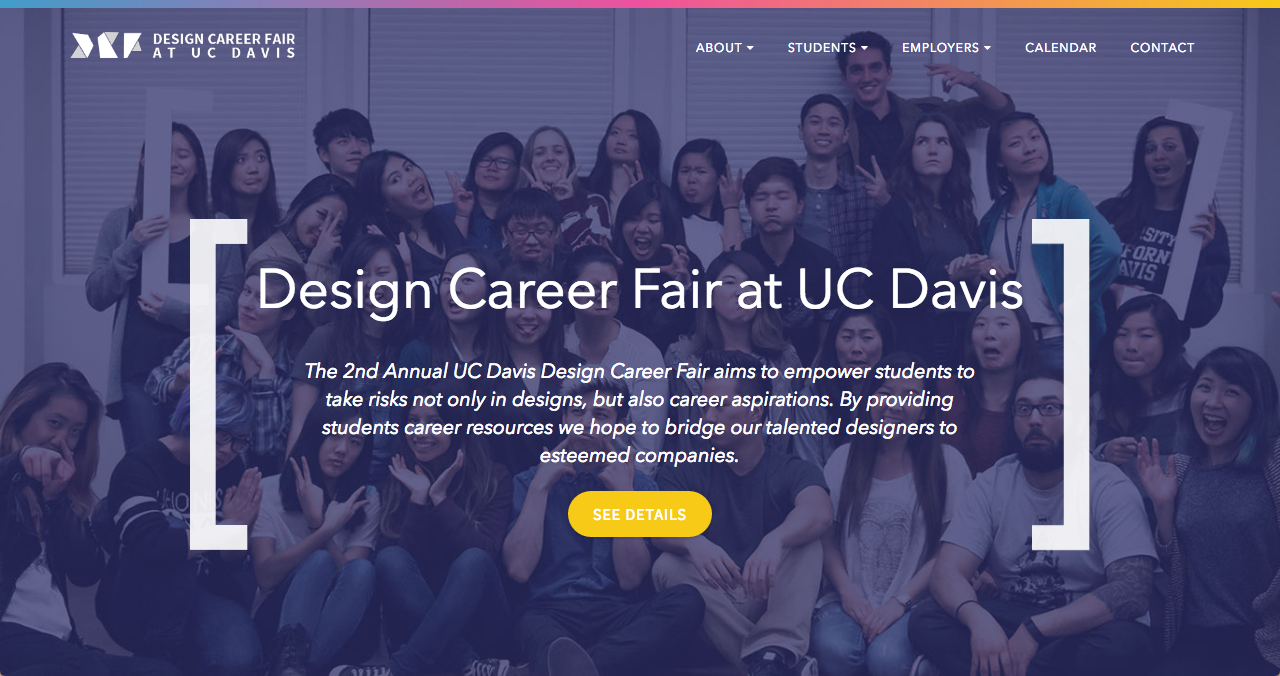 DESIGN CAREER FAIR
AT UC DAVIS
ABOUT
STUDENTS
EMPLOYERS
CALENDAR
CONTACT
Design Career Fair at UC Davis
The 2nd Annual UC Davis Design Career Fair aims to empower students to
take risks not only in designs, but also career aspirations. By providing
students career resources we hope to bridge our talented designers to
esteemed companies.
SEE DETAILS